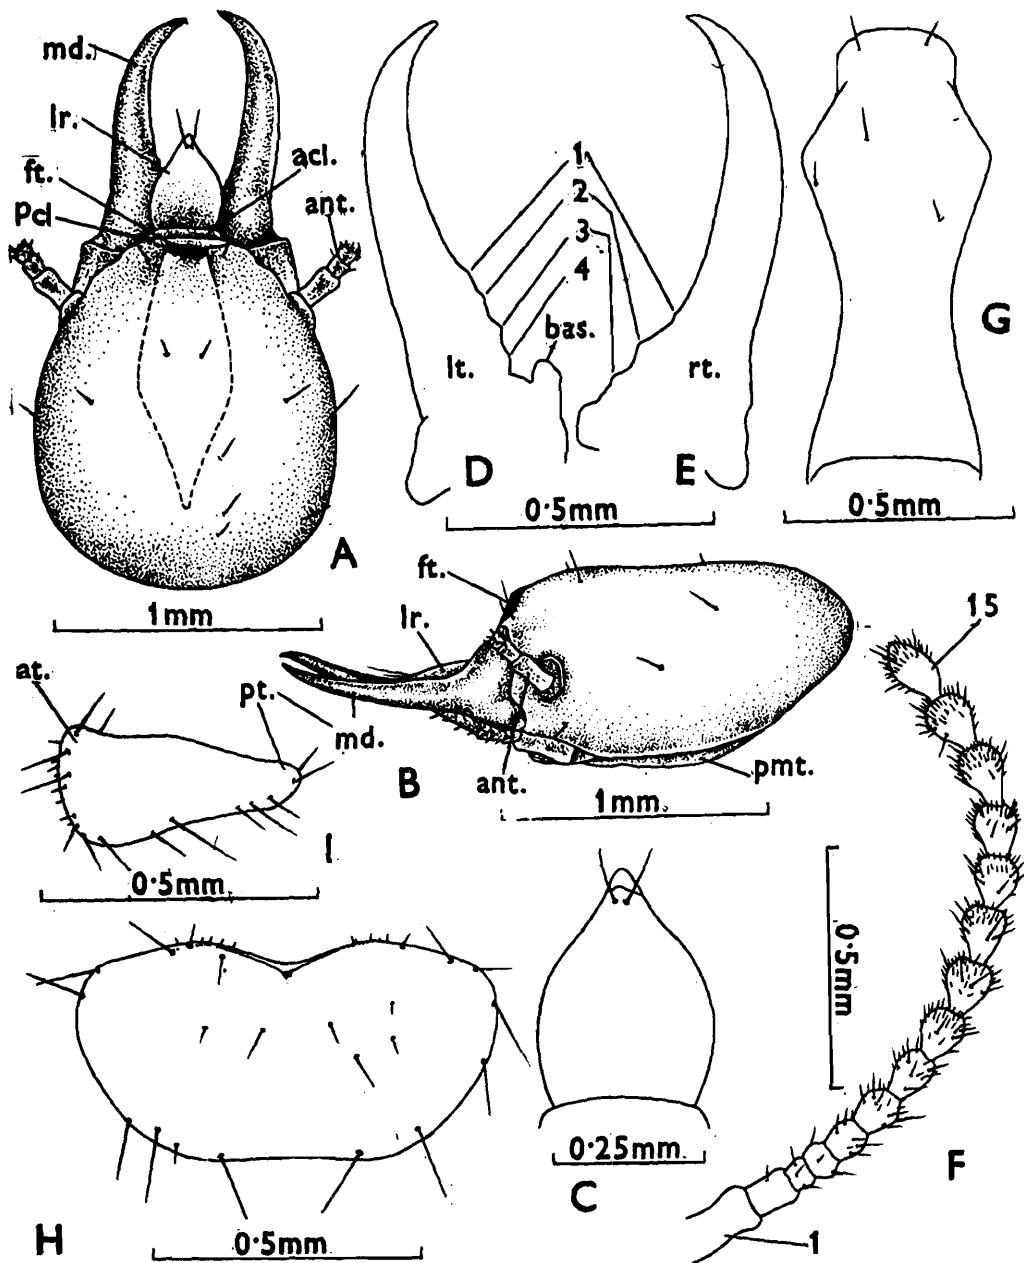 md.
lr.
ft.
pcl
acl.
ant.
A
1mm
1
2
3
4
bas.
lt.
rt.
D
E
0·5mm
G
0·5mm
ft.
lr.
md.
ant.
pmt.
B
1mm
at.
pt.
I
0·5mm
15
0·5mm
F
1
C
0·25mm
H
0·5mm